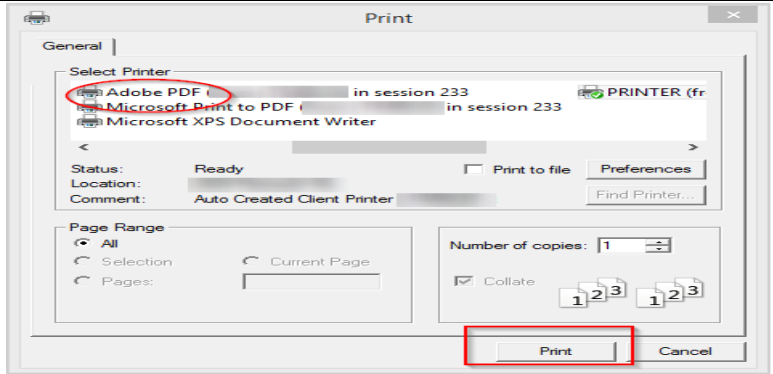 Print
General
Select Printer
Adobe PDF ( in session 233 PRINTER (fr
Microsoft Print to PDF ( in session 233
Microsoft XPS Document Writer
Status: Ready Print to file Preferences
Location:
Comment: Auto Created Client Printer Find Printer...
Page Range
All Number of copies: 1
Selection Current Page
Pages: Collate
1 2 3 1 2 3
Print Cancel